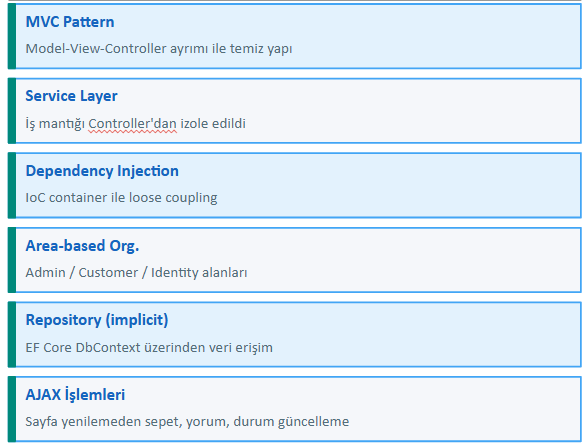 MVC Pattern
Model-View-Controller ayrımı ile temiz yapı
Service Layer
İş mantığı Controller'dan izole edildi
Dependency Injection
IoC container ile loose coupling
Area-based Org.
Admin / Customer / Identity alanları
Repository (implicit)
EF Core DbContext üzerinden veri erişim
AJAX İşlemleri
Sayfa yenilemeden sepet, yorum, durum güncelleme